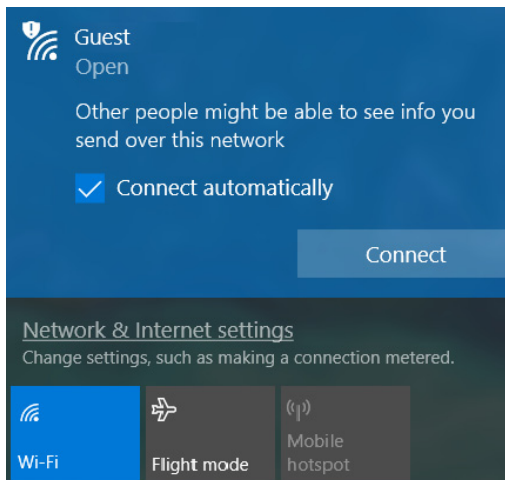 Guest
Open
Other people might be able to see info you
send over this network
Connect automatically
Connect
Network & Internet settings
Change settings, such as making a connection metered.
Wi-Fi
Flight mode
Mobile
hotspot